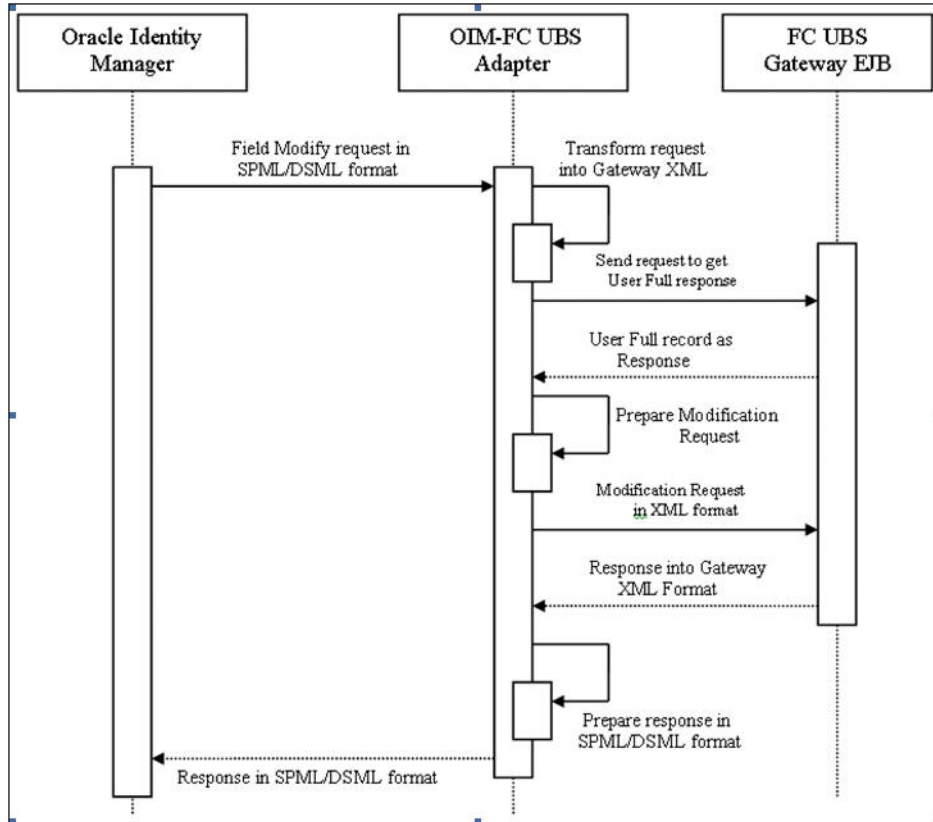 Oracle Identity
Manager
OIM-FC UBS
Adapter
FC UBS
Gateway EJB
Field Modify request in
SPML/DSML format
Transform request
into Gateway XML
Send request to get
User Full response
User Full record as
Response
Prepare Modification
Request
Modification Request
in XML format
Response into Gateway
XML Format
Prepare response in
SPML/DSML format
Response in SPML/DSML format